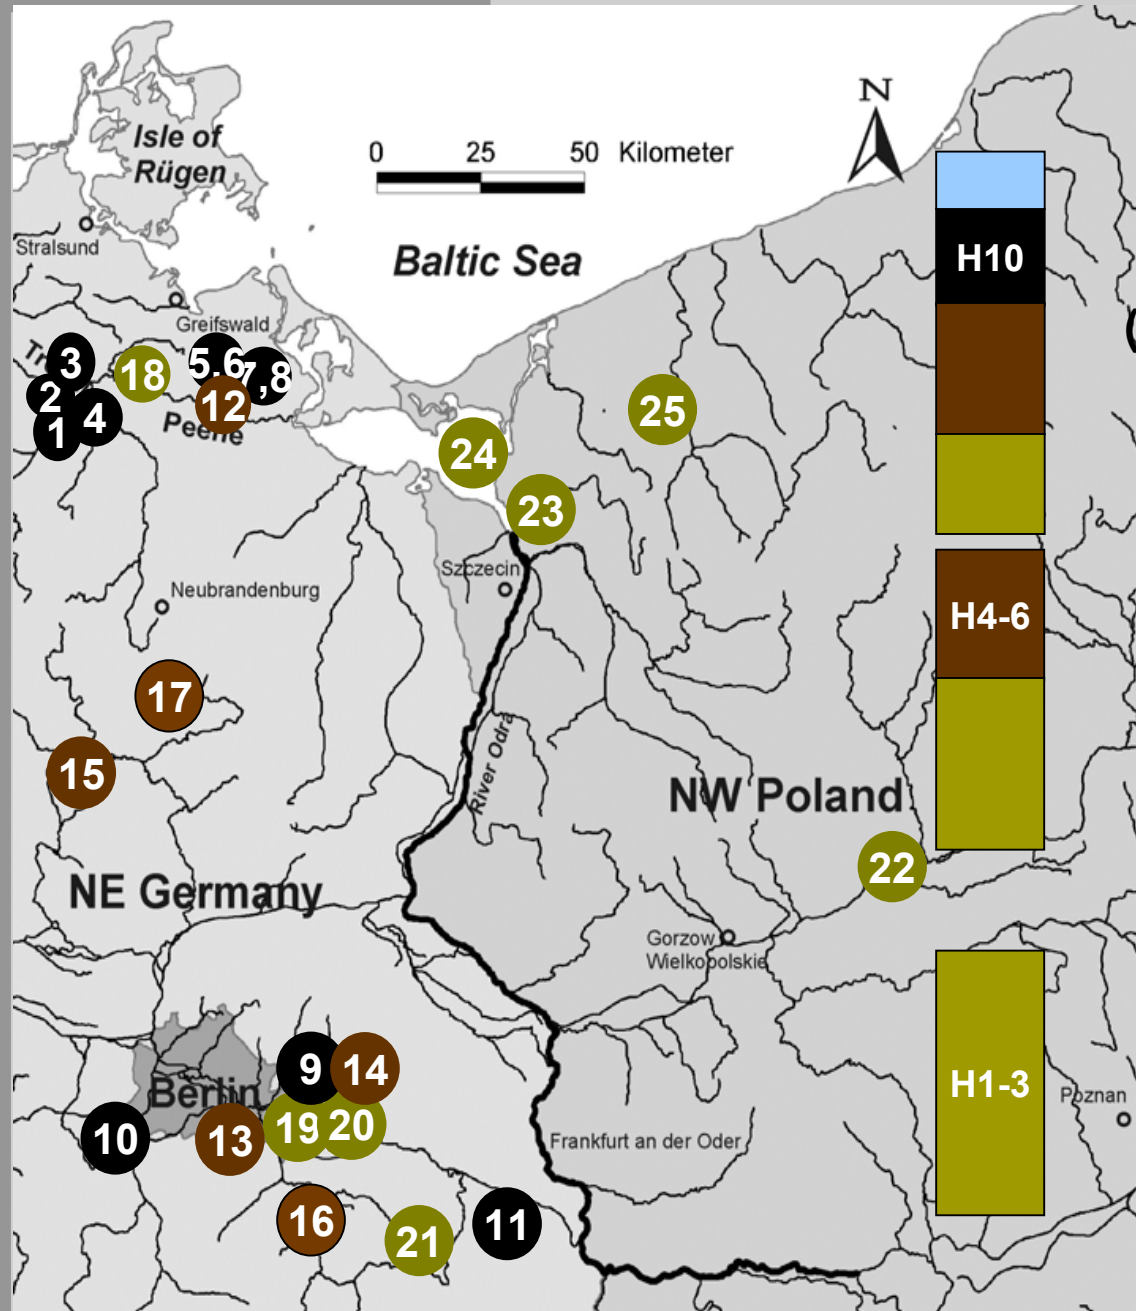 N
Isle of
Rügen
0 25 50 Kilometer
Stralsund
Baltic Sea
H10
Greifswald
3
18
5,6
7,8
2
12
4
1
Peene
25
24
23
Szczecin
Neubrandenburg
H4-6
17
15
River Odra
NW Poland
22
NE Germany
Gorzow
Wielkopolskie
9
14
Berlin
H1-3
Poznan
10
13
19
20
Frankfurt an der Oder
16
21
11